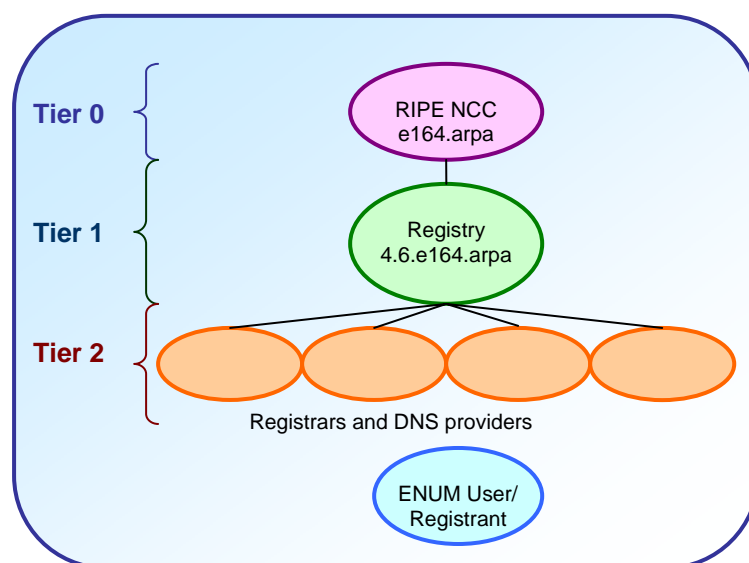 Tier 0
RIPE NCC
e164.arpa
Tier 1
Registry
4.6.e164.arpa
Tier 2
Registrars and DNS providers
ENUM User/
Registrant